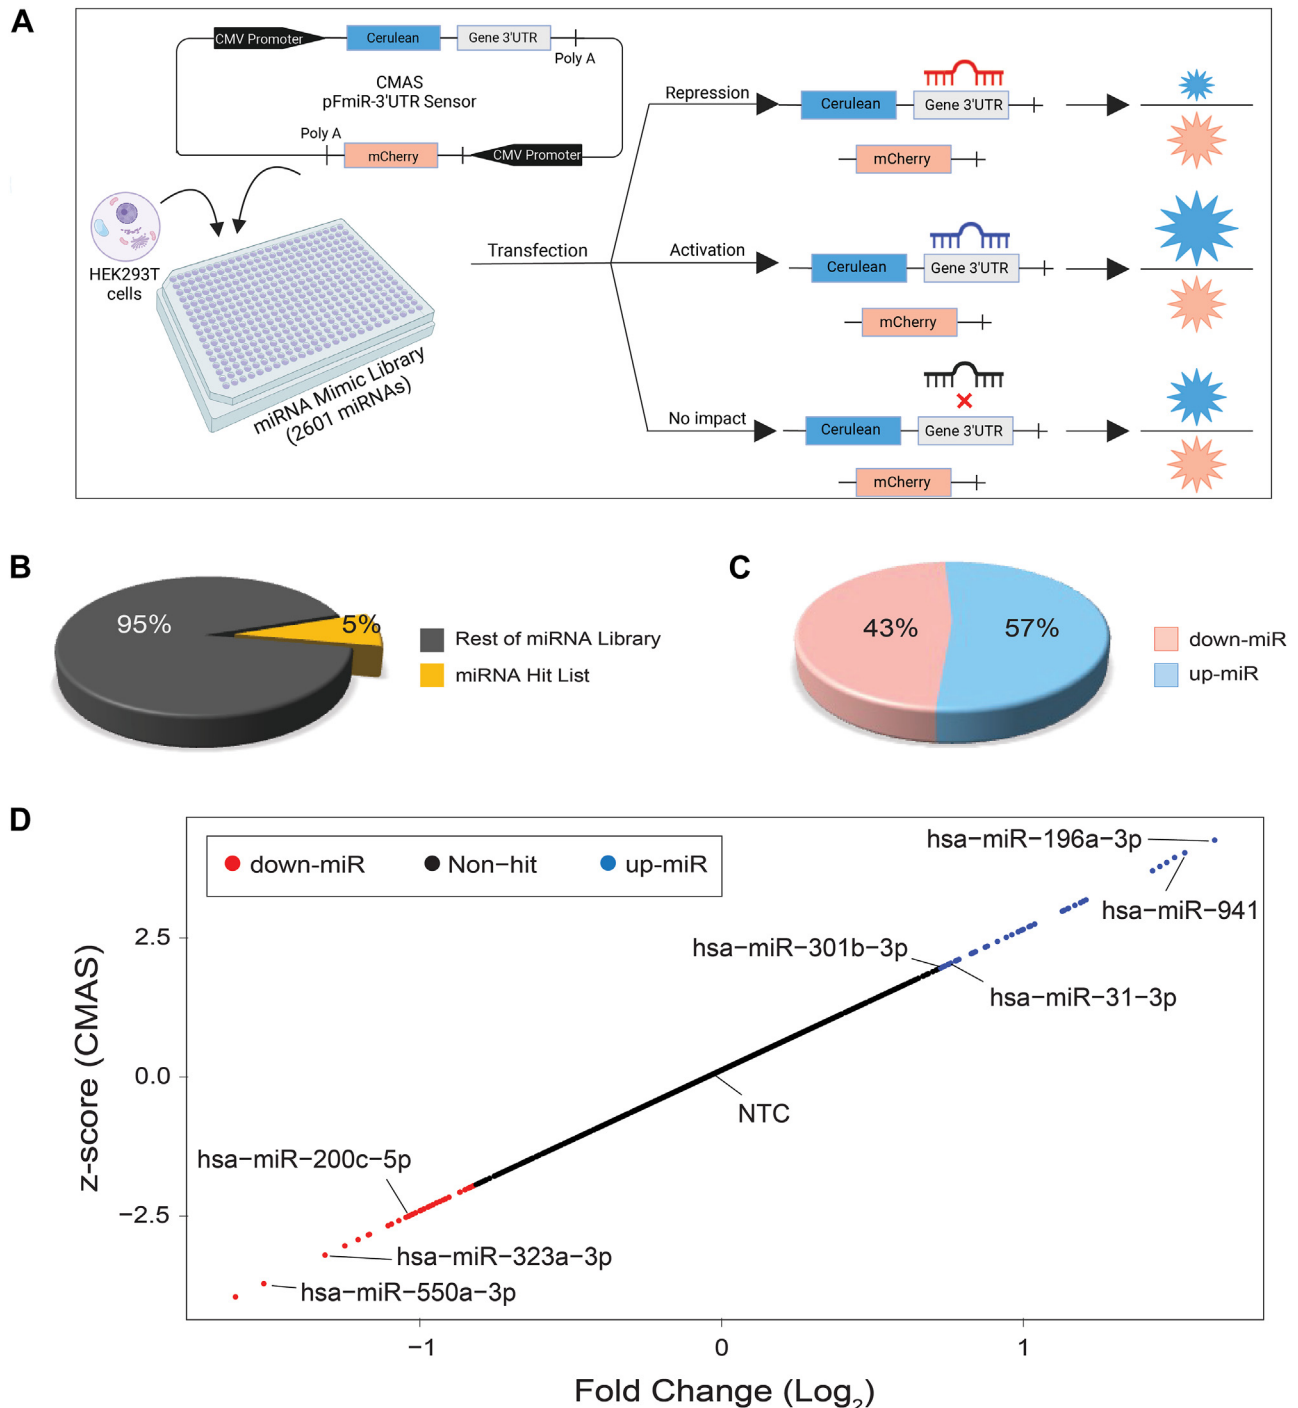 A
CMV Promoter
Cerulean
Gene 3'UTR
Poly A
CMAS
pFmiR-3'UTR Sensor
Poly A
mCherry
CMV Promoter
HEK293T
cells
miRNA Mimic Library
(2601 miRNAs)
Transfection
Repression
Cerulean
Gene 3'UTR
mCherry
Activation
Cerulean
Gene 3'UTR
mCherry
No impact
Cerulean
Gene 3'UTR
mCherry
B
95%
5%
Rest of miRNA Library
miRNA Hit List
C
43%
57%
down-miR
up-miR
D
down-miR
Non-hit
up-miR
hsa−miR−196a−3p
hsa−miR−941
hsa−miR−301b−3p
hsa−miR−31−3p
NTC
hsa−miR−200c−5p
hsa−miR−323a−3p
hsa−miR−550a−3p
z-score (CMAS)
2.5
0.0
−2.5
−1
0
1
Fold Change (Log₂)